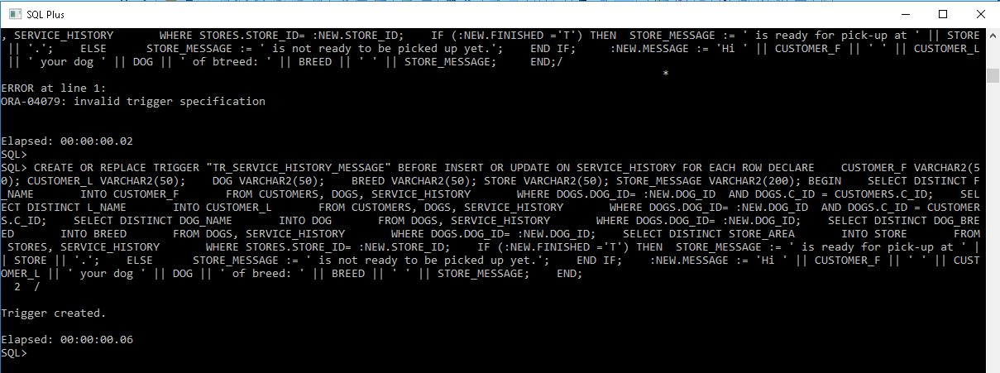 SQL Plus
, SERVICE_HISTORY       WHERE STORES.STORE_ID= :NEW.STORE_ID;    IF (:NEW.FINISHED ='T') THEN  STORE_MESSAGE := ' is ready for pick-up at ' || STORE
|| '.';    ELSE      STORE_MESSAGE := ' is not ready to be picked up yet.';    END IF;     :NEW.MESSAGE := 'Hi ' || CUSTOMER_F || ' ' || CUSTOMER_L
|| ' your dog ' || DOG || ' of btreed: ' || BREED || ' ' || STORE_MESSAGE;     END;/
*
ERROR at line 1:
ORA-04079: invalid trigger specification
Elapsed: 00:00:00.02
SQL>
SQL> CREATE OR REPLACE TRIGGER "TR_SERVICE_HISTORY_MESSAGE" BEFORE INSERT OR UPDATE ON SERVICE_HISTORY FOR EACH ROW DECLARE    CUSTOMER_F VARCHAR2(5
0); CUSTOMER_L VARCHAR2(50);    DOG VARCHAR2(50);    BREED VARCHAR2(50); STORE VARCHAR2(50); STORE_MESSAGE VARCHAR2(200); BEGIN    SELECT DISTINCT F
_NAME      INTO CUSTOMER_F       FROM CUSTOMERS, DOGS, SERVICE_HISTORY       WHERE DOGS.DOG_ID= :NEW.DOG_ID  AND DOGS.C_ID = CUSTOMERS.C_ID;    SEL
ECT DISTINCT L_NAME       INTO CUSTOMER_L       FROM CUSTOMERS, DOGS, SERVICE_HISTORY       WHERE DOGS.DOG_ID= :NEW.DOG_ID  AND DOGS.C_ID = CUSTOMER
S.C_ID;    SELECT DISTINCT DOG_NAME       INTO DOG       FROM DOGS, SERVICE_HISTORY       WHERE DOGS.DOG_ID= :NEW.DOG_ID;    SELECT DISTINCT DOG_BRE
ED       INTO BREED       FROM DOGS, SERVICE_HISTORY       WHERE DOGS.DOG_ID= :NEW.DOG_ID;    SELECT DISTINCT STORE_AREA       INTO STORE       FROM
STORES, SERVICE_HISTORY       WHERE STORES.STORE_ID= :NEW.STORE_ID;    IF (:NEW.FINISHED ='T') THEN  STORE_MESSAGE := ' is ready for pick-up at ' |
| STORE || '.';    ELSE      STORE_MESSAGE := ' is not ready to be picked up yet.';    END IF;    :NEW.MESSAGE := 'Hi ' || CUSTOMER_F || ' ' || CUST
OMER_L || ' your dog ' || DOG || ' of breed: ' || BREED || ' ' || STORE_MESSAGE;    END;
2  /
Trigger created.
Elapsed: 00:00:00.06
SQL>